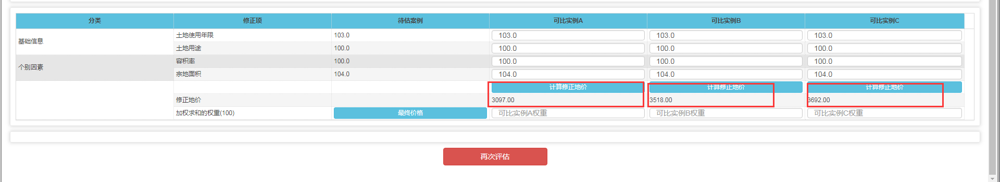 分类 修正项 待估案例 可比实例A 可比实例B 可比实例C
基础信息
土地使用年限 103.0 103.0 103.0 103.0
土地用途 100.0 100.0 100.0 100.0
个别因素
容积率 100.0 100.0 100.0 100.0
宗地面积 104.0 104.0 104.0 104.0
计算修正地价 计算修正地价 计算修正地价
修正地价 3097.00 3518.00 3692.00
加权求和的权重(100) 最终价格 可比实例A权重 可比实例B权重 可比实例C权重
再次评估